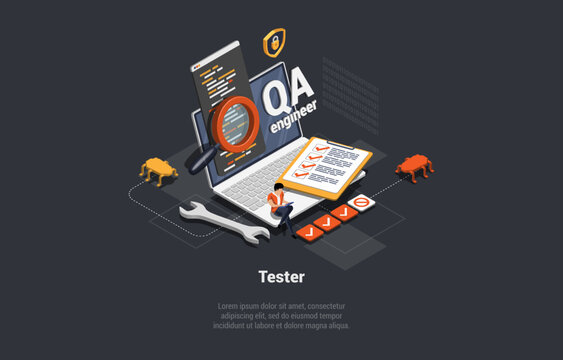 QA
engineer
Tester
Lorem ipsum dolor sit amet, consectetur
adipiscing elit, sed do eiusmod tempor
incididunt ut labore et dolore magna aliqua.